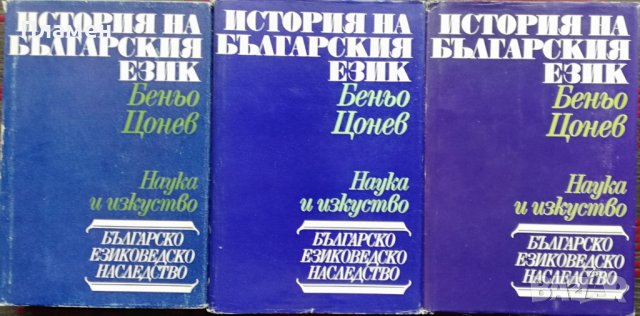 ИСТОРИЯ НА
БЪЛГАРСКИЯ
ЕЗИК
Беньо
Цонев
Наука
и изкуство
БЪЛГАРСКО
ЕЗИКОВЕДСКО
НАСЛЕДСТВО
ИСТОРИЯ НА
БЪЛГАРСКИЯ
ЕЗИК
Беньо
Цонев
Наука
и изкуство
БЪЛГАРСКО
ЕЗИКОВЕДСКО
НАСЛЕДСТВО
ИСТОРИЯ НА
БЪЛГАРСКИЯ
ЕЗИК
Беньо
Цонев
Наука
и изкуство
БЪЛГАРСКО
ЕЗИКОВЕДСКО
НАСЛЕДСТВО
Пламен